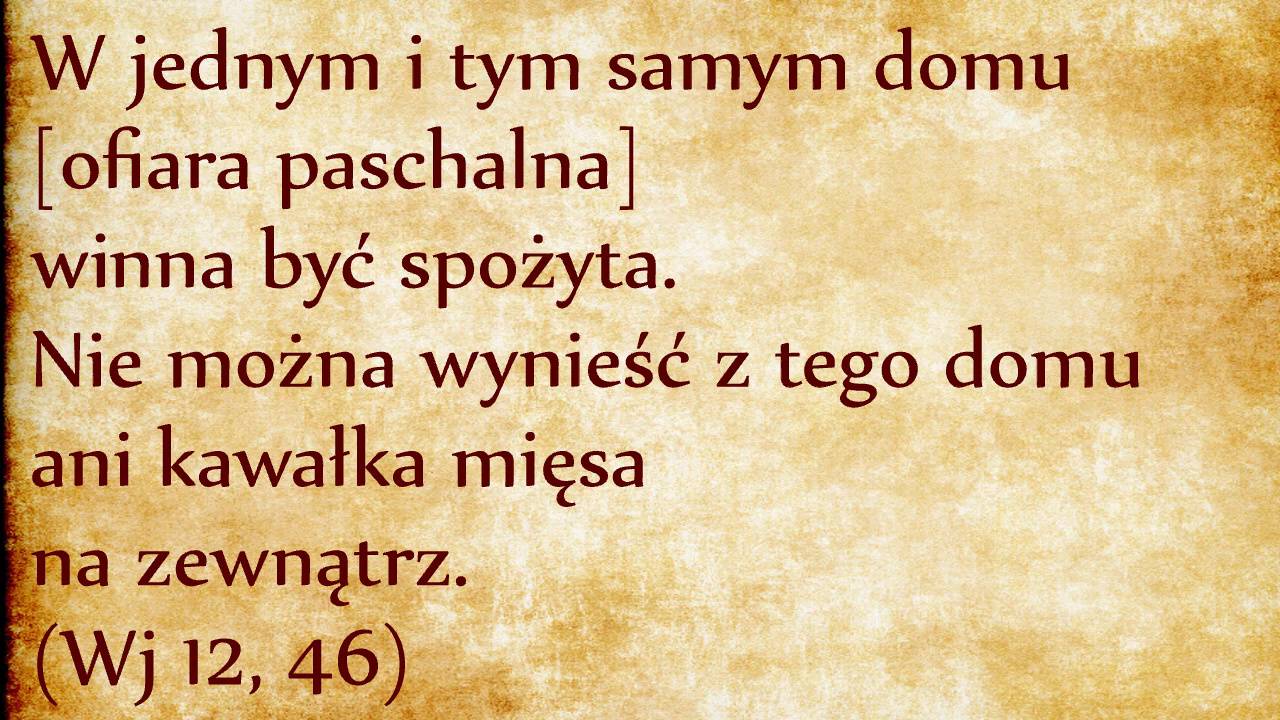 W jednym i tym samym domu
[ofiara paschalna]
winna być spożyta.
Nie można wynieść z tego domu
ani kawałka mięsa
na zewnątrz.
(Wj 12, 46)